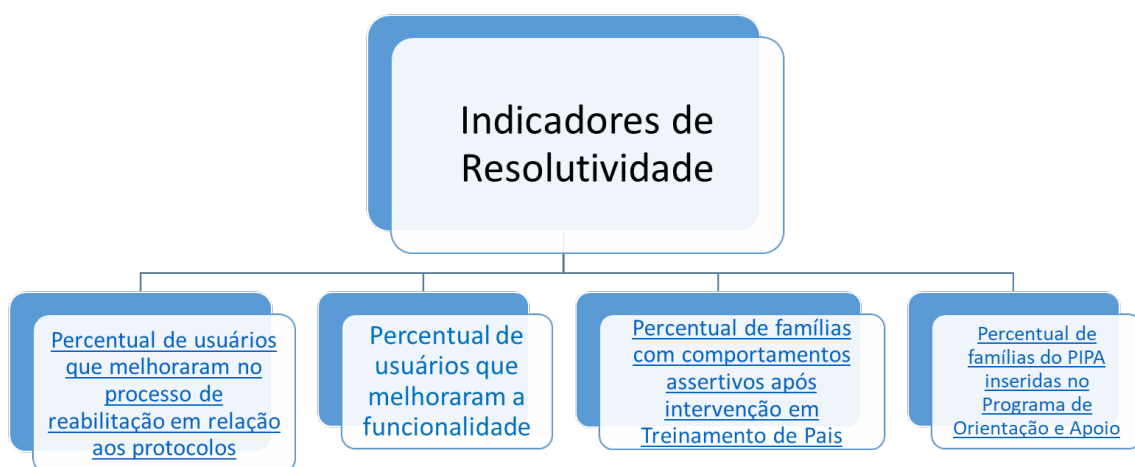 Indicadores de
Resolutividade
Percentual de usuários
que melhoraram no
processo de
reabilitação em relação
aos protocolos
Percentual de
usuários que
melhoraram a
funcionalidade
Percentual de famílias
com comportamentos
assertivos após
intervenção em
Treinamento de Pais
Percentual de
famílias do PIPA
inseridas no
Programa de
Orientação e Apoio